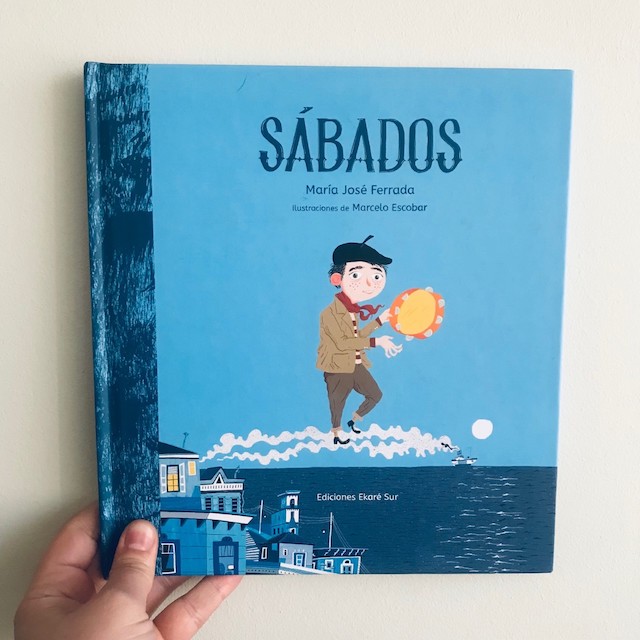 SÁBADOS
María José Ferrada
Ilustraciones de Marcelo Escobar
Ediciones Ekaré Sur